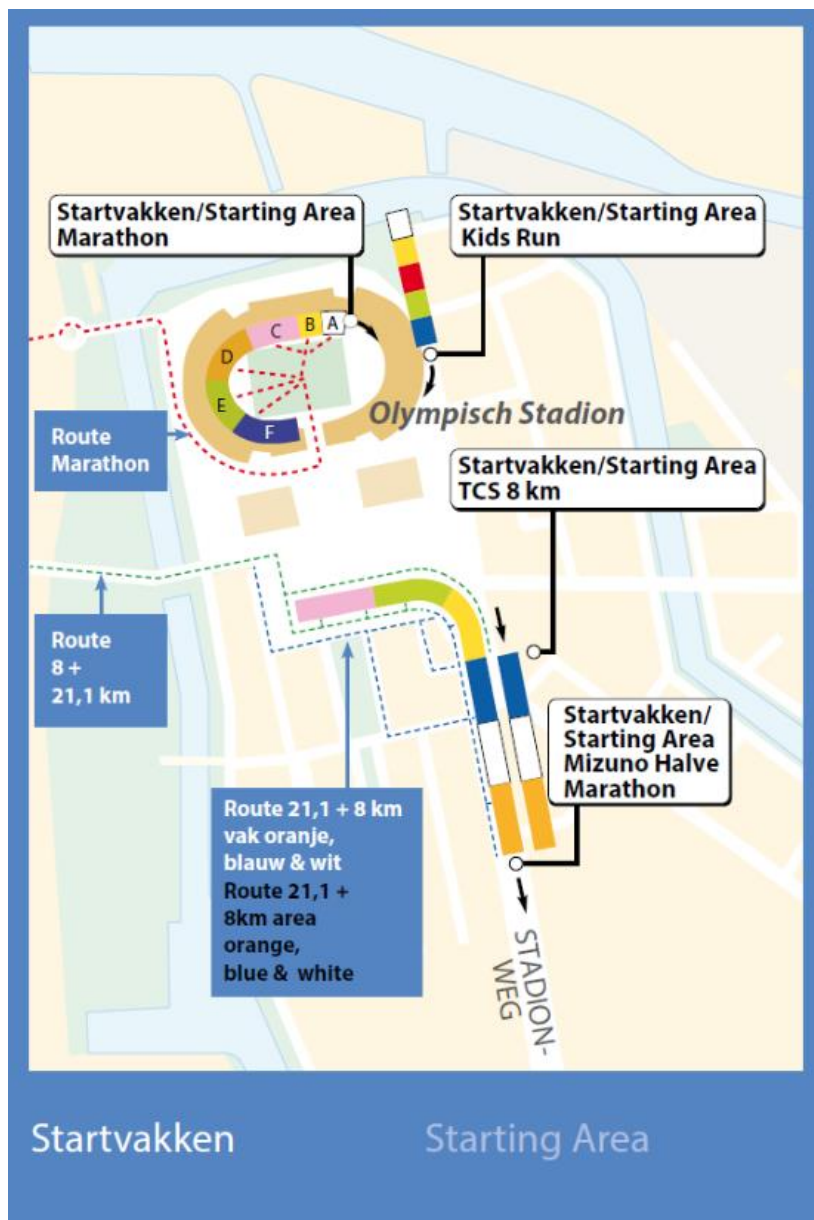 Startvakken/Starting Area
Marathon
Startvakken/Starting Area
Kids Run
A
B
C
D
E
F
Olympisch Stadion
Route
Marathon
Startvakken/Starting Area
TCS 8 km
Route
8 +
21,1 km
Startvakken/
Starting Area
Mizuno Halve
Marathon
Route 21,1 + 8 km
vak oranje,
blauw & wit
Route 21,1 +
8km area
orange,
blue & white
STADION-
WEG
Startvakken
Starting Area